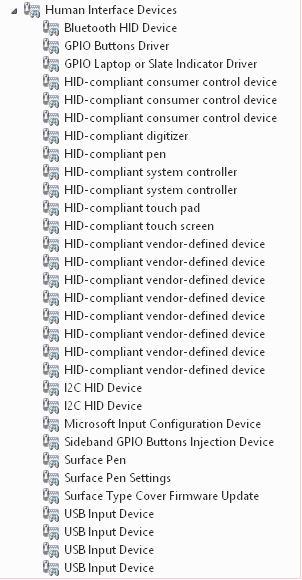 Human Interface Devices
Bluetooth HID Device
GPIO Buttons Driver
GPIO Laptop or Slate Indicator Driver
HID-compliant consumer control device
HID-compliant consumer control device
HID-compliant consumer control device
HID-compliant digitizer
HID-compliant pen
HID-compliant system controller
HID-compliant system controller
HID-compliant touch pad
HID-compliant touch screen
HID-compliant vendor-defined device
HID-compliant vendor-defined device
HID-compliant vendor-defined device
HID-compliant vendor-defined device
HID-compliant vendor-defined device
HID-compliant vendor-defined device
HID-compliant vendor-defined device
HID-compliant vendor-defined device
I2C HID Device
I2C HID Device
Microsoft Input Configuration Device
Sideband GPIO Buttons Injection Device
Surface Pen
Surface Pen Settings
Surface Type Cover Firmware Update
USB Input Device
USB Input Device
USB Input Device
USB Input Device